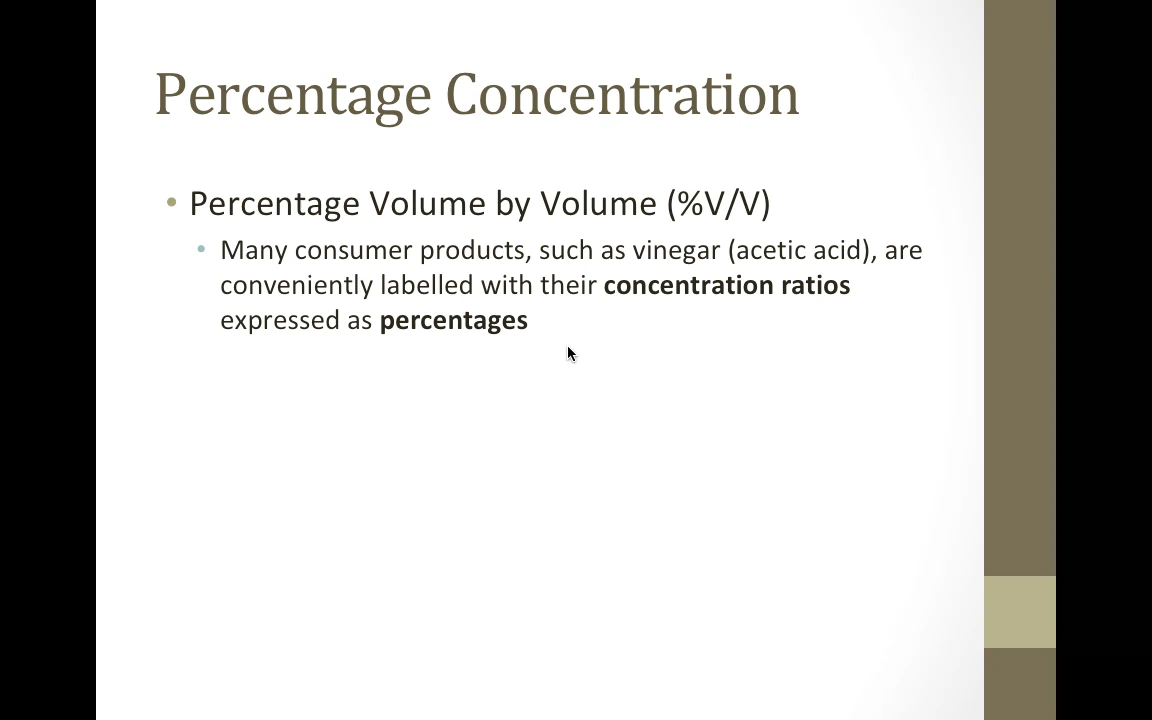 Percentage Concentration
• Percentage Volume by Volume (%V/V)
• Many consumer products, such as vinegar (acetic acid), are
conveniently labelled with their concentration ratios
expressed as percentages